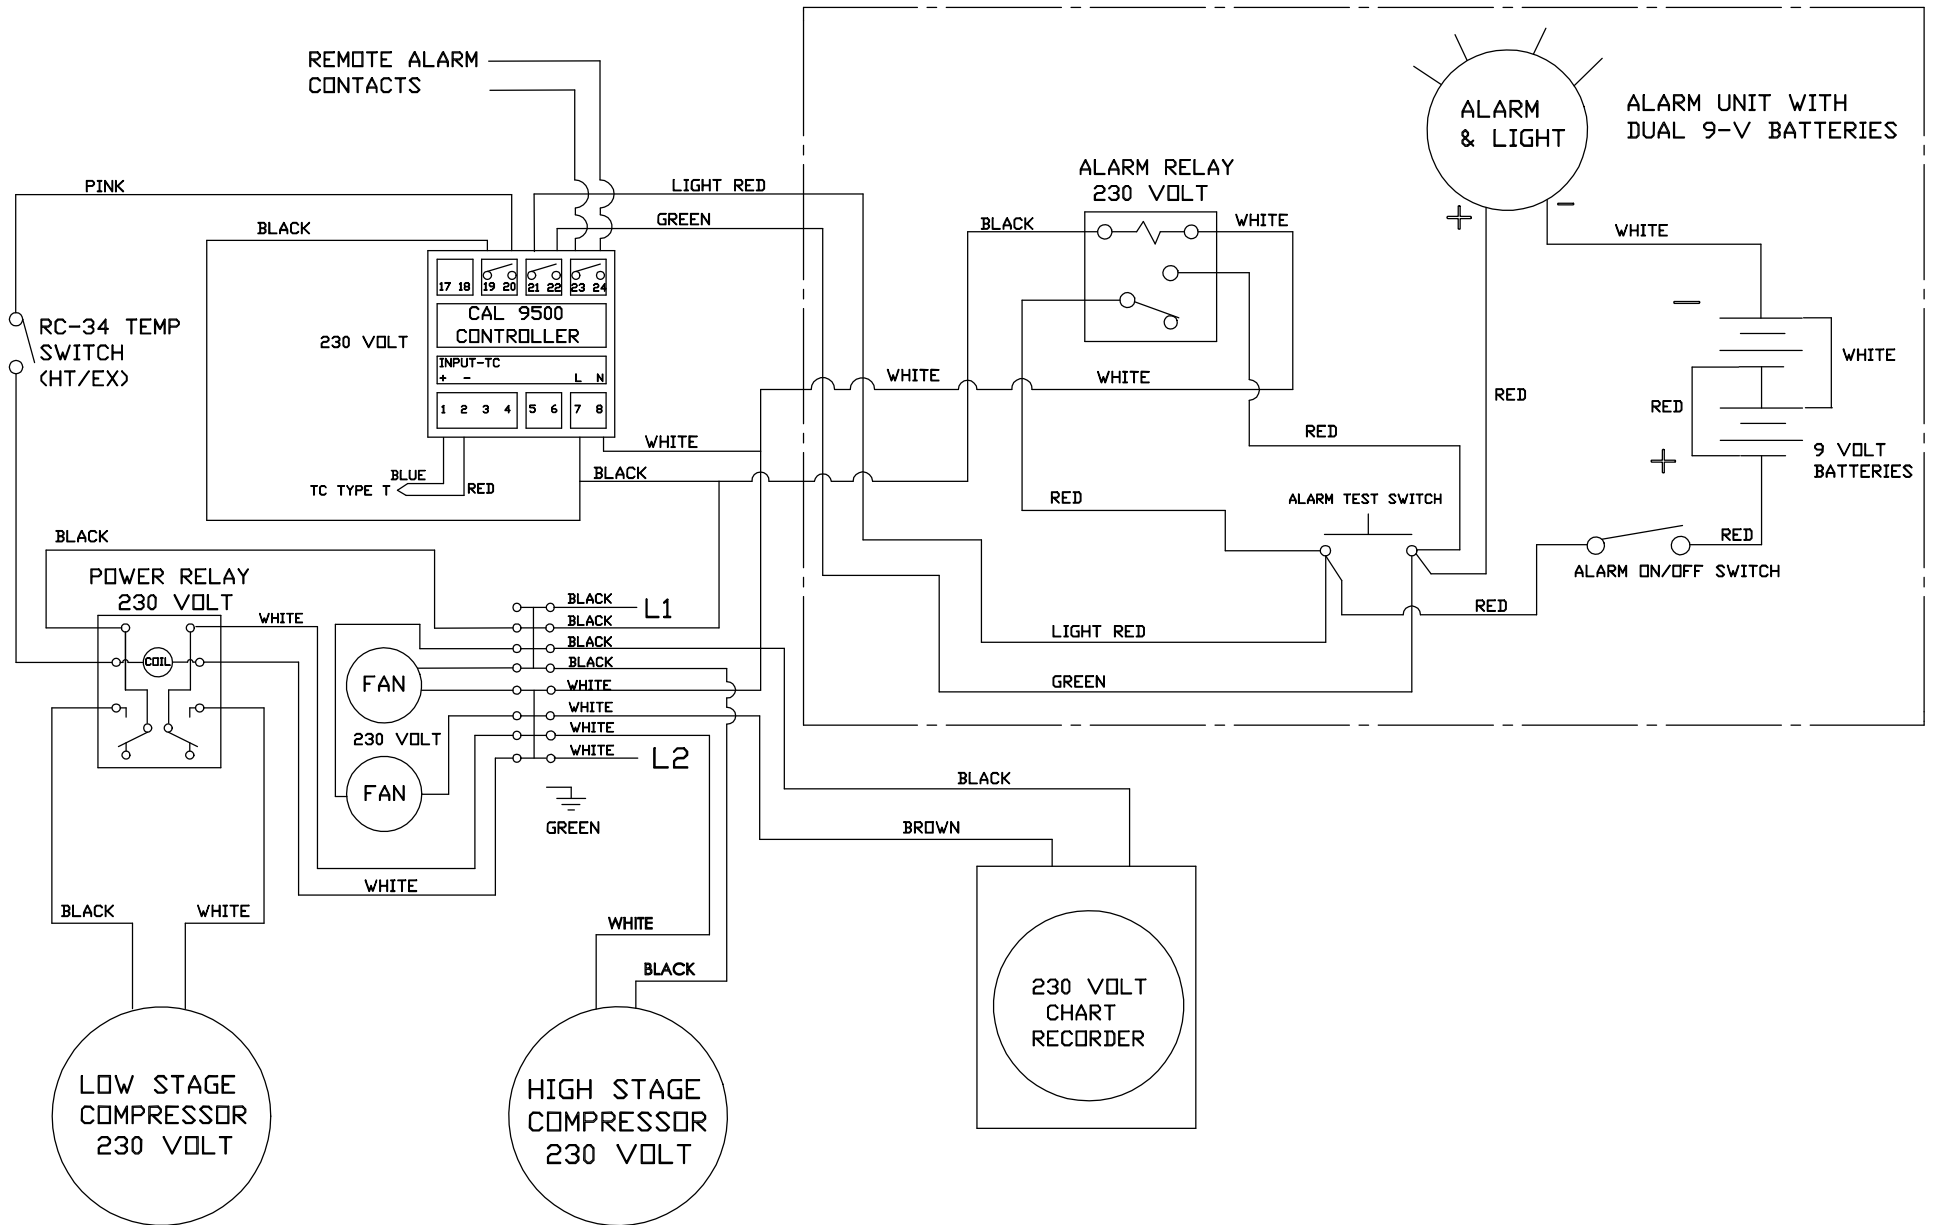 REMOTE ALARM
CONTACTS
ALARM
& LIGHT
ALARM UNIT WITH
DUAL 9-V BATTERIES
PINK
LIGHT RED
ALARM RELAY
230 VOLT
BLACK
GREEN
BLACK
WHITE
+
-
WHITE
17 18 19 20 21 22 23 24
CAL 9500
CONTROLLER
230 VOLT
INPUT-TC
+ - L N
1 2 3 4 5 6 7 8
RC-34 TEMP
SWITCH
(HT/EX)
-
WHITE
WHITE
WHITE
RED
RED
+
9 VOLT
BATTERIES
WHITE
RED
BLACK
BLUE
TC TYPE T
RED
RED
ALARM TEST SWITCH
RED
ALARM ON/OFF SWITCH
RED
BLACK
POWER RELAY
230 VOLT
WHITE
COIL
BLACK
L1
BLACK
BLACK
BLACK
WHITE
WHITE
WHITE
WHITE
L2
FAN
230 VOLT
FAN
GREEN
LIGHT RED
GREEN
BLACK
BROWN
WHITE
BLACK
WHITE
WHITE
BLACK
230 VOLT
CHART
RECORDER
LOW STAGE
COMPRESSOR
230 VOLT
HIGH STAGE
COMPRESSOR
230 VOLT